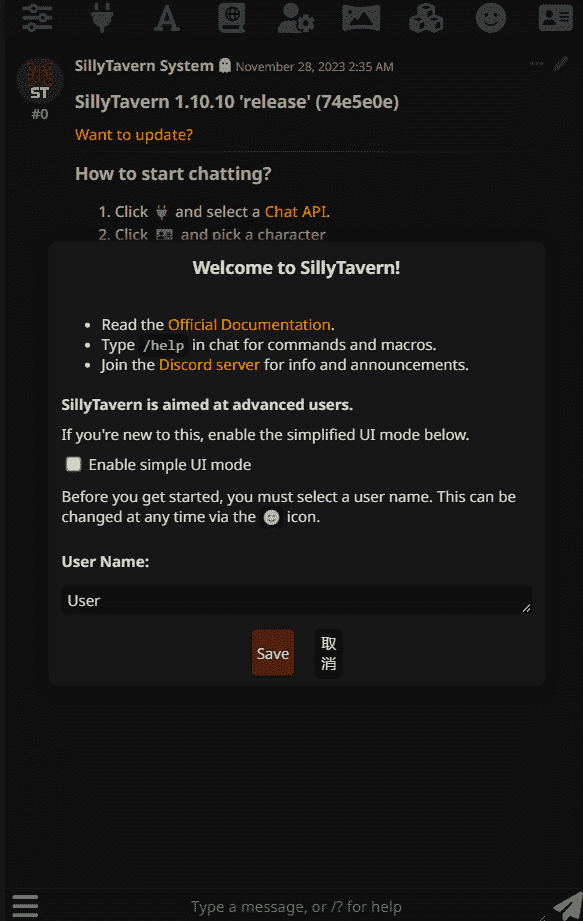 SillyTavern System November 28, 2023 2:35 AM
ST
#0
SillyTavern 1.10.10 'release' (74e5e0e)
Want to update?
How to start chatting?
1. Click and select a Chat API.
2. Click and pick a character
Welcome to SillyTavern!
• Read the Official Documentation.
• Type /help in chat for commands and macros.
• Join the Discord server for info and announcements.
SillyTavern is aimed at advanced users.
If you're new to this, enable the simplified UI mode below.
Enable simple UI mode
Before you get started, you must select a user name. This can be
changed at any time via the icon.
User Name:
User
Save
取
消
Type a message, or /? for help